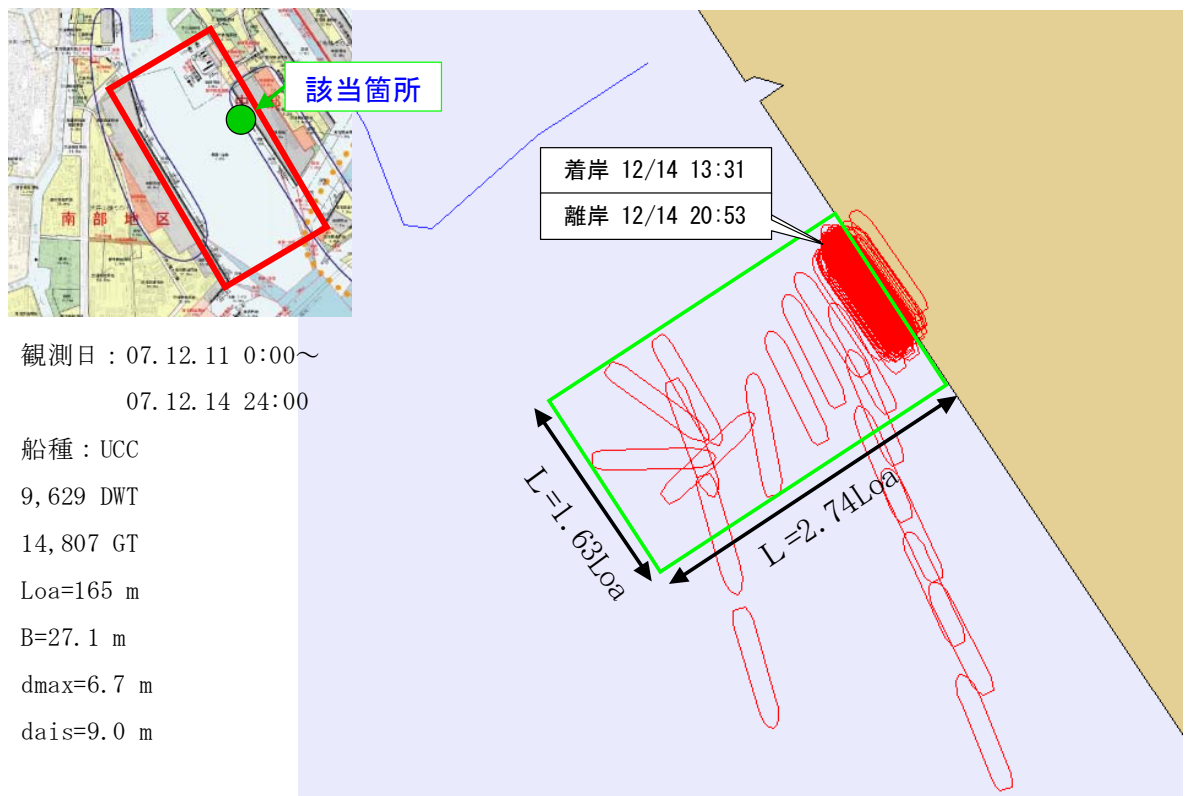 該当箇所
南部地区
着岸 12/14 13:31
離岸 12/14 20:53
観測日：07.12.11 0:00～
07.12.14 24:00
船種：UCC
9,629 DWT
14,807 GT
Loa=165 m
B=27.1 m
dmax=6.7 m
dais=9.0 m
L=1.63Loa
L=2.74Loa